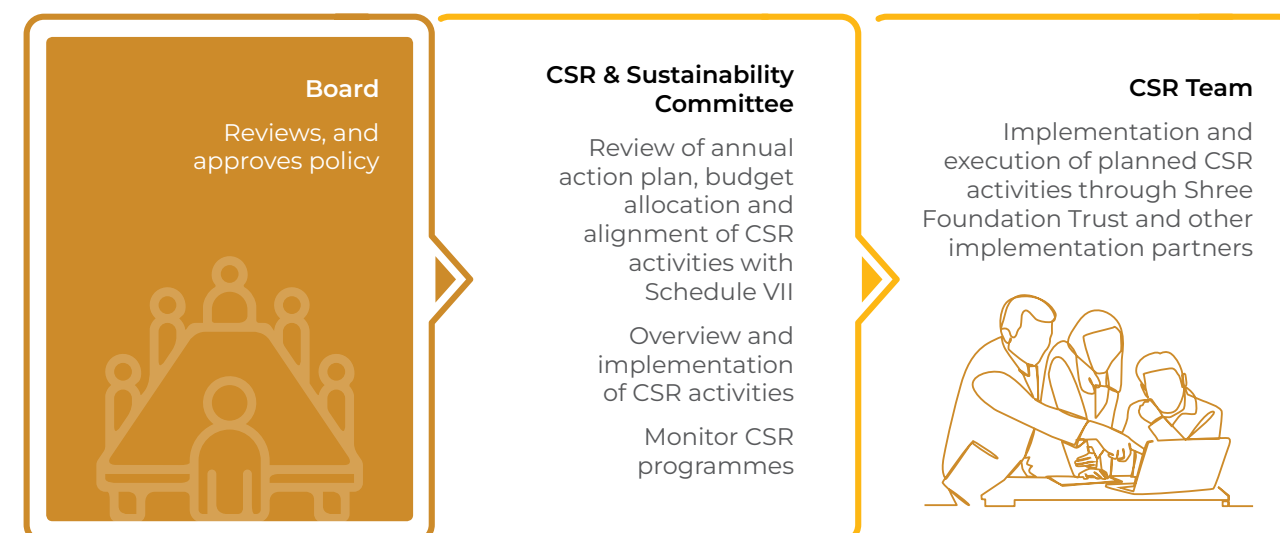 Board
Reviews, and
approves policy
CSR & Sustainability
Committee
Review of annual
action plan, budget
allocation and
alignment of CSR
activities with
Schedule VII
Overview and
implementation
of CSR activities
Monitor CSR
programmes
CSR Team
Implementation and
execution of planned CSR
activities through Shree
Foundation Trust and other
implementation partners